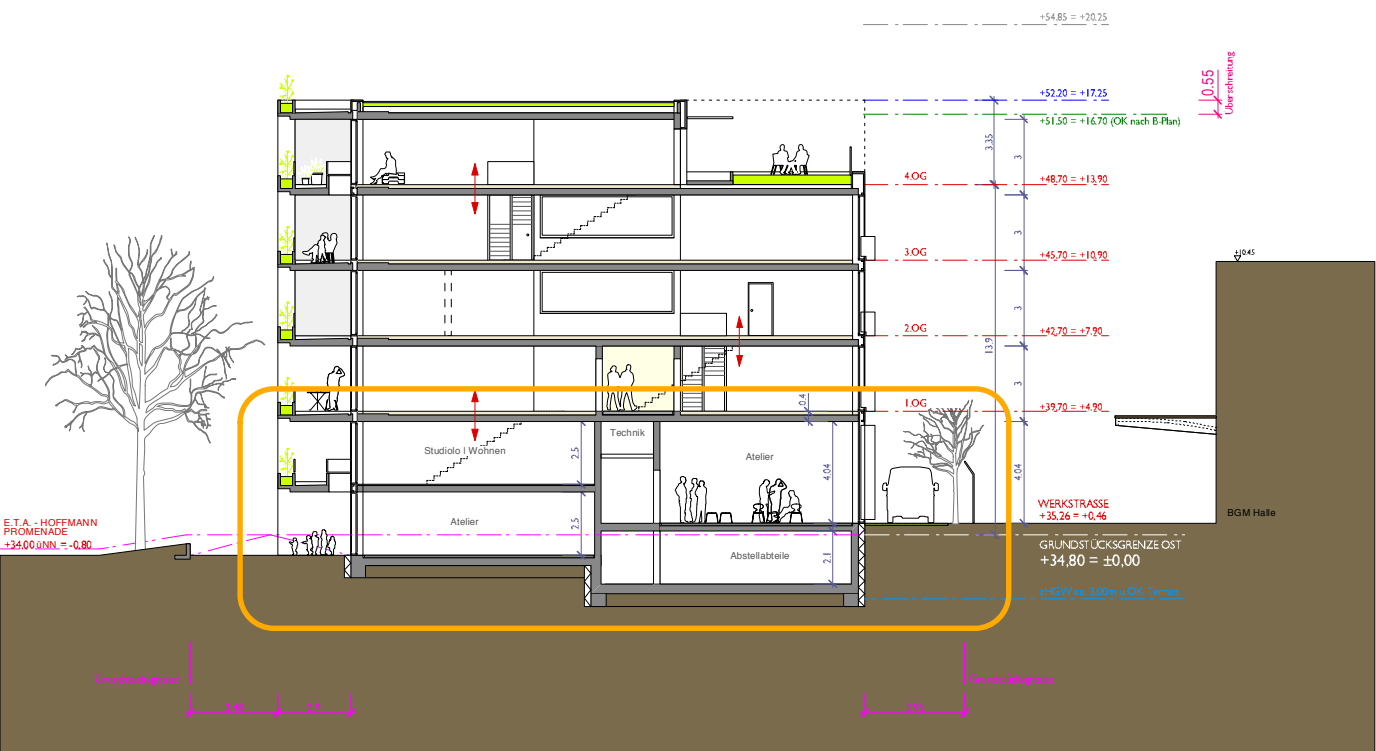 +54,85 = +20,25
0.55
Überschreitung
+52,20 = +17,25
+51,50 = +16,70 (OK nach B-Plan)
3.35
3
4.OG
+48,70 = +13,90
3
3.OG
+45,70 = +10,90
+10,45
3
13.9
2.OG
+42,70 = +7,90
3
0.4
1.OG
+39,70 = +4,90
Technik
Studiolo I Wohnen
2.5
Atelier
4.04
4.04
WERKSTRASSE
+35,26 = +0,46
BGM Halle
E.T.A. - HOFFMANN
PROMENADE
+34,00üNN = -0,80
Atelier
2.5
GRUNDSTÜCKSGRENZE OST
+34,80 = ±0,00
Abstellabteile
2.1
Grundstücksgrenze
Grundstücksgrenze
2.5